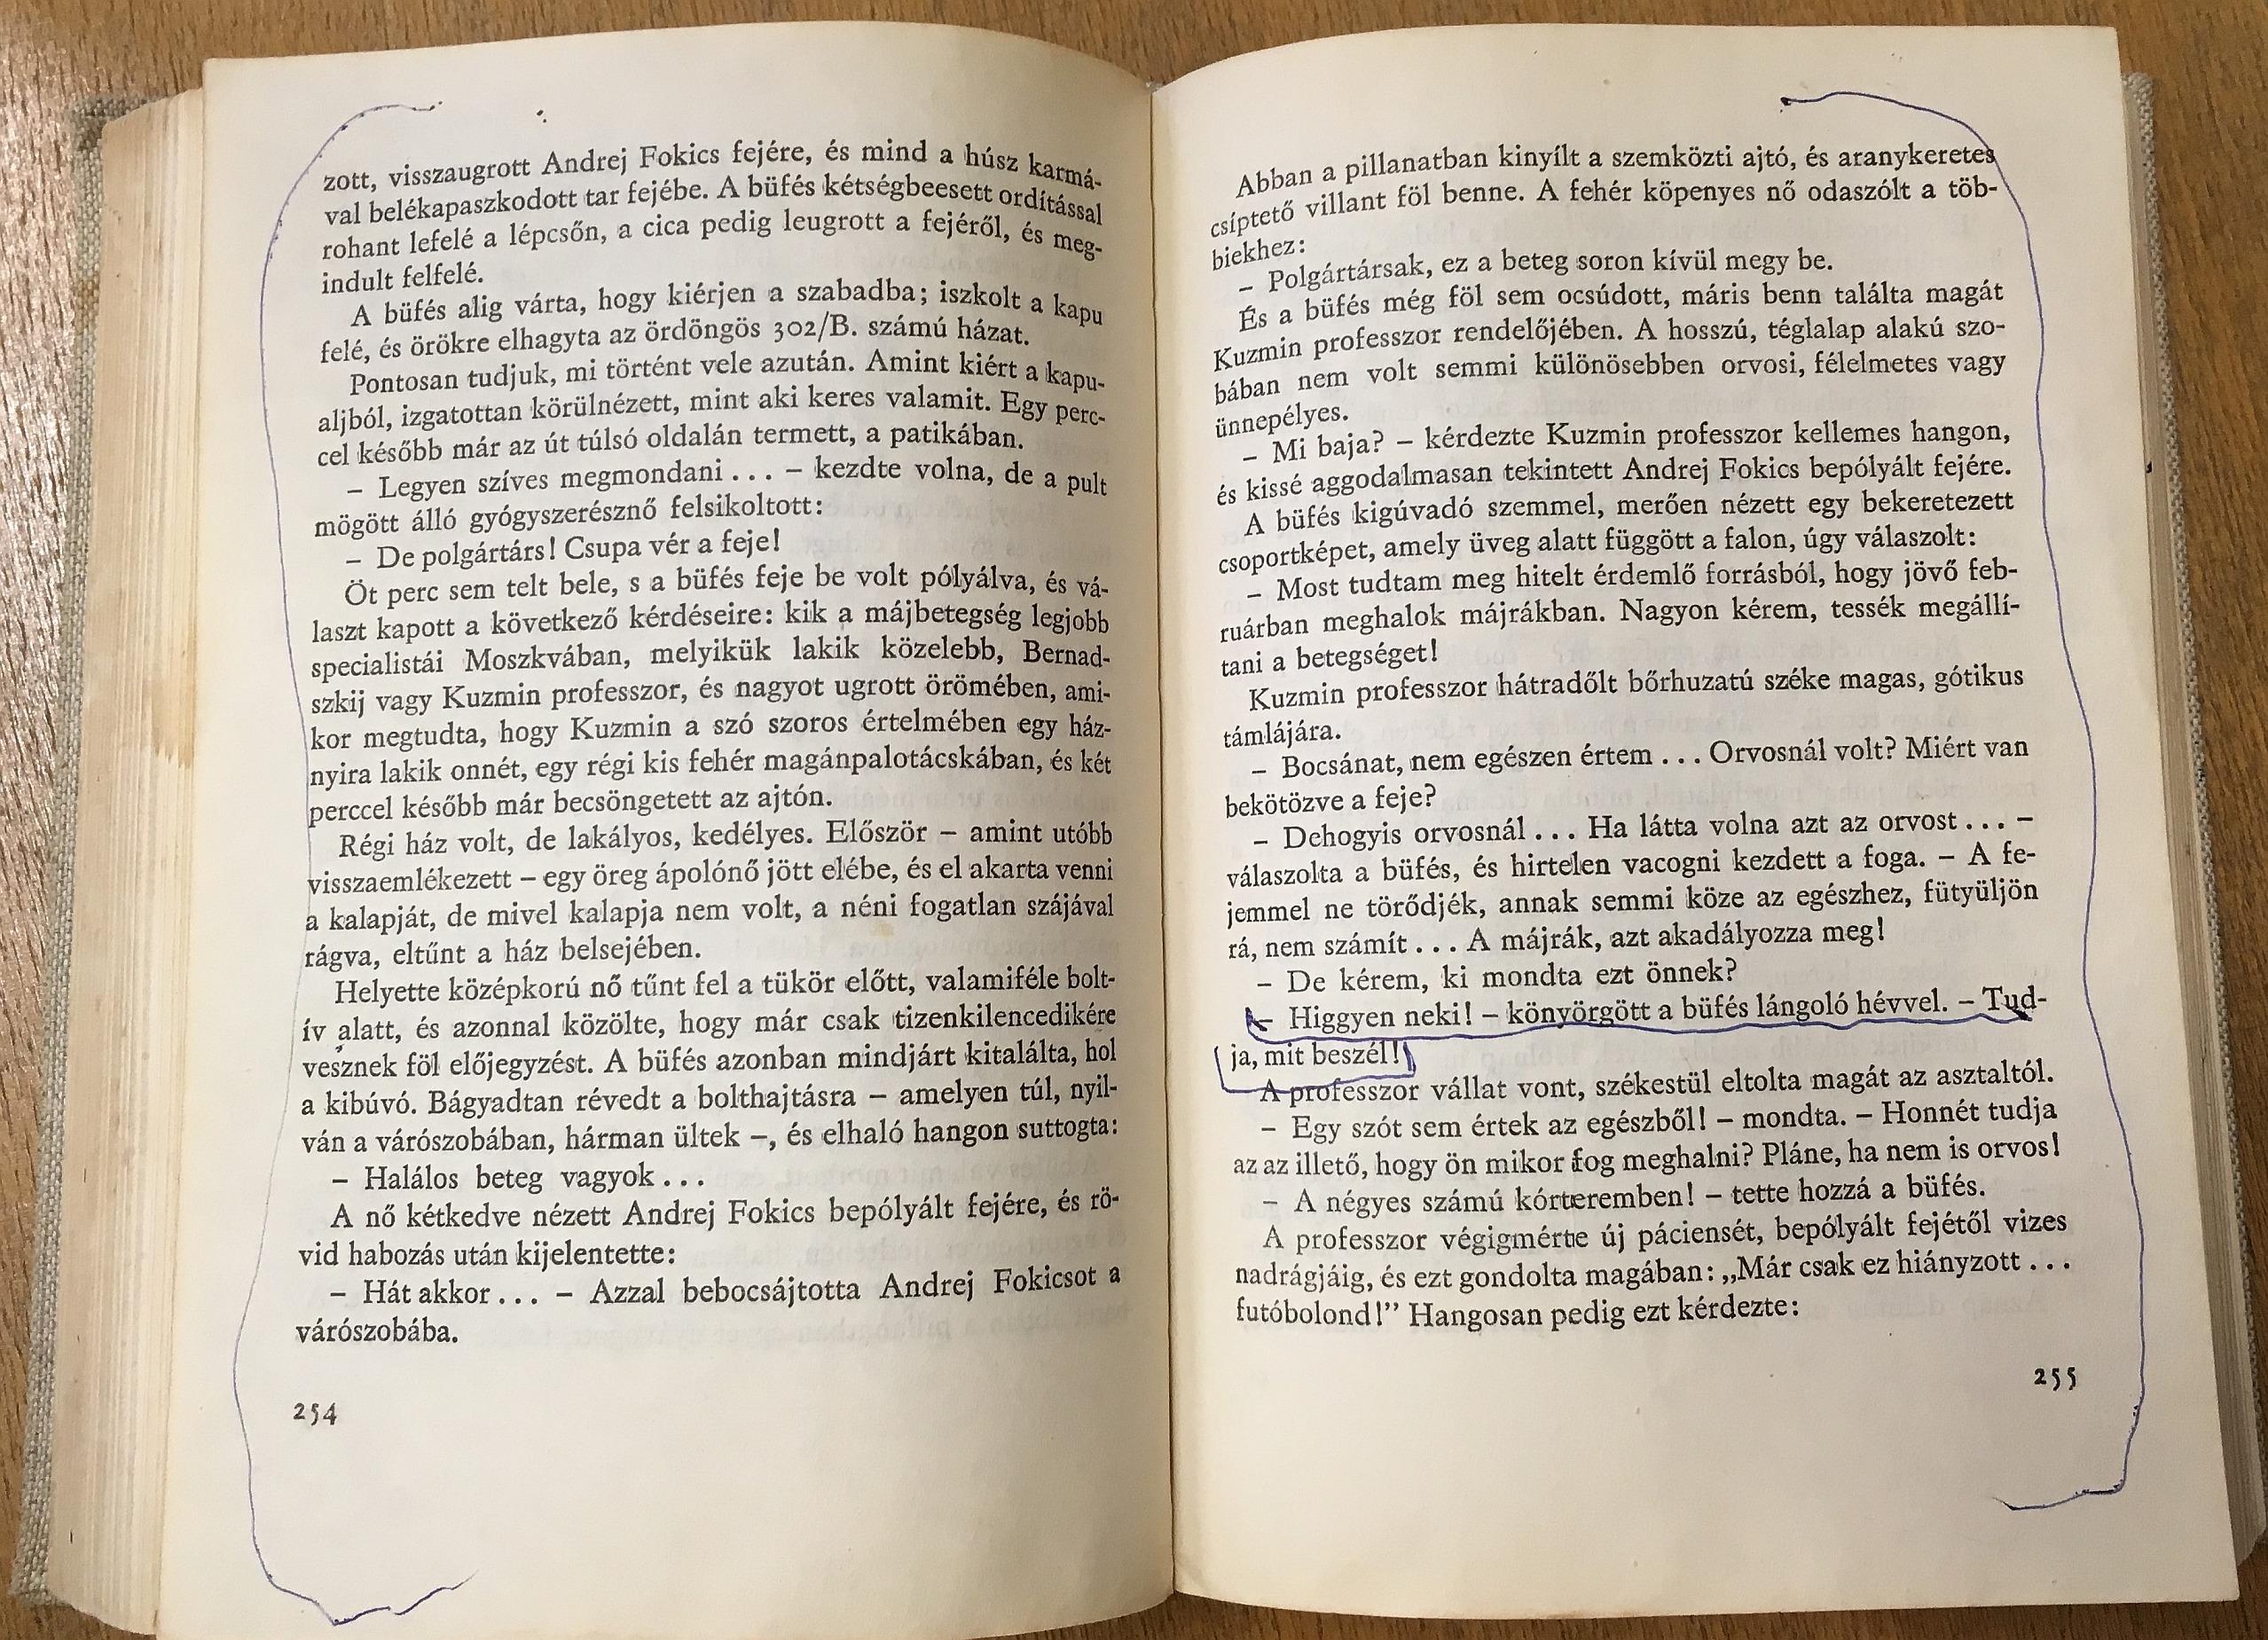 zott, visszaugrott Andrej Fokics fejére, és mind a húsz karmá-
val belékapaszkodott tar fejébe. A büfés kétségbeesett ordítással
rohant lefelé a lépcsőn, a cica pedig leugrott a fejéről, és meg-
indult felfelé.
A büfés alig várta, hogy kiérjen a szabadba; iszkolt a kapu
felé, és örökre elhagyta az ördöngös 302/B. számú házat.
Pontosan tudjuk, mi történt vele azután. Amint kiért a kapu-
aljból, izgatottan körülnézett, mint aki keres valamit. Egy perc-
cel később már az út túlsó oldalán termett, a patikában.
– Legyen szíves megmondani ... – kezdte volna, de a pult
mögött álló gyógyszerésznő felsikoltott:
– De polgártárs! Csupa vér a feje!
Öt perc sem telt bele, s a büfés feje be volt pólyálva, és vá-
laszt kapott a következő kérdéseire: kik a májbetegség legjobb
specialistái Moszkvában, melyikük lakik közelebb, Bernad-
szkij vagy Kuzmin professzor, és nagyot ugrott örömében, ami-
kor megtudta, hogy Kuzmin a szó szoros értelmében egy ház-
nyira lakik onnét, egy régi kis fehér magánpalotácskában, és két
perccel később már becsöngetett az ajtón.
Régi ház volt, de lakályos, kedélyes. Először – amint utóbb
visszaemlékezett – egy öreg ápolónő jött elébe, és el akarta venni
a kalapját, de mivel kalapja nem volt, a néni fogatlan szájával
rágva, eltűnt a ház belsejében.
Helyette középkorú nő tűnt fel a tükör előtt, valamiféle bolt-
ív alatt, és azonnal közölte, hogy már csak tizenkilencedikére
vesznek föl előjegyzést. A büfés azonban mindjárt kitalálta, hol
a kibúvó. Bágyadtan révedt a bolthajtásra – amelyen túl, nyil-
ván a várószobában, hárman ültek –, és elhaló hangon suttogta:
– Halálos beteg vagyok ...
A nő kétkedve nézett Andrej Fokics bepólyált fejére, és rö-
vid habozás után kijelentette:
– Hát akkor ... – Azzal bebocsájtotta Andrej Fokicsot a
várószobába.
254
Abban a pillanatban kinyílt a szemközti ajtó, és aranykeretes
csíptető villant föl benne. A fehér köpenyes nő odaszólt a töb-
biekhez:
– Polgártársak, ez a beteg soron kívül megy be.
És a büfés még föl sem ocsúdott, máris benn találta magát
Kuzmin professzor rendelőjében. A hosszú, téglalap alakú szo-
bában nem volt semmi különösebben orvosi, félelmetes vagy
ünnepélyes.
– Mi baja? – kérdezte Kuzmin professzor kellemes hangon,
és kissé aggodalmasan tekintett Andrej Fokics bepólyált fejére.
A büfés kigúvadó szemmel, merően nézett egy bekeretezett
csoportképet, amely üveg alatt függött a falon, úgy válaszolt:
– Most tudtam meg hitelt érdemlő forrásból, hogy jövő feb-
ruárban meghalok májrákban. Nagyon kérem, tessék megállí-
tani a betegséget!
Kuzmin professzor hátradőlt bőrhuzatú széke magas, gótikus
támlájára.
– Bocsánat, nem egészen értem ... Orvosnál volt? Miért van
bekötözve a feje?
– Dehogyis orvosnál ... Ha látta volna azt az orvost ... –
válaszolta a büfés, és hirtelen vacogni kezdett a foga. – A fe-
jemmel ne törődjék, annak semmi köze az egészhez, fütyüljön
rá, nem számít ... A májrák, azt akadályozza meg!
– De kérem, ki mondta ezt önnek?
– Higgyen neki! – könyörgött a büfés lángoló hévvel. – Tud-
ja, mit beszél!
A professzor vállat vont, székestül eltolta magát az asztaltól.
– Egy szót sem értek az egészből! – mondta. – Honnét tudja
az az illető, hogy ön mikor fog meghalni? Pláne, ha nem is orvos!
– A négyes számú kórteremben! – tette hozzá a büfés.
A professzor végigmérte új páciensét, bepólyált fejétől vizes
nadrágjáig, és ezt gondolta magában: „Már csak ez hiányzott ...
futóbolond!” Hangosan pedig ezt kérdezte:
255